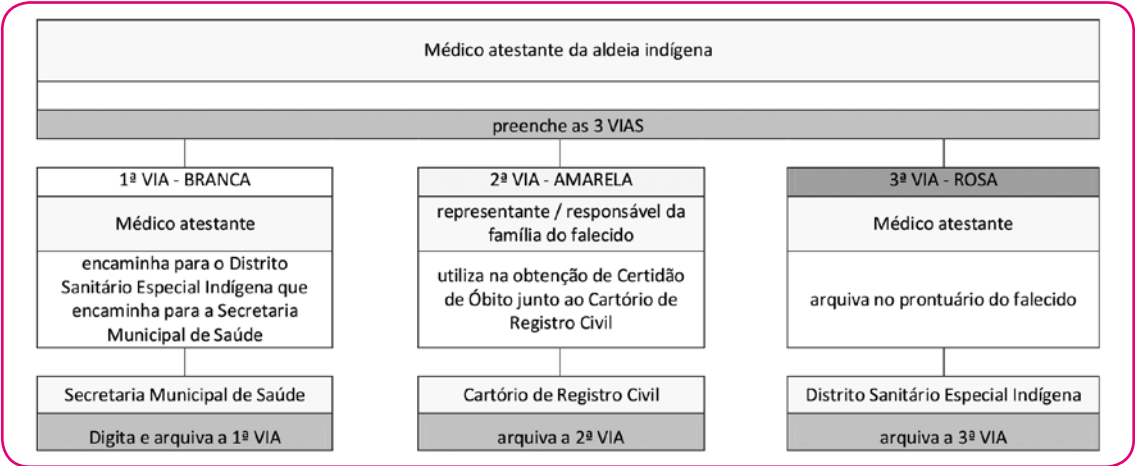 Médico atestante da aldeia indígena
preenche as 3 VIAS
1ª VIA - BRANCA
Médico atestante
encaminha para o Distrito
Sanitário Especial Indígena que
encaminha para a Secretaria
Municipal de Saúde
Secretaria Municipal de Saúde
Digita e arquiva a 1ª VIA
2ª VIA - AMARELA
representante / responsável da
família do falecido
utiliza na obtenção de Certidão
de Óbito junto ao Cartório de
Registro Civil
Cartório de Registro Civil
arquiva a 2ª VIA
3ª VIA - ROSA
Médico atestante
arquiva no prontuário do falecido
Distrito Sanitário Especial Indígena
arquiva a 3ª VIA